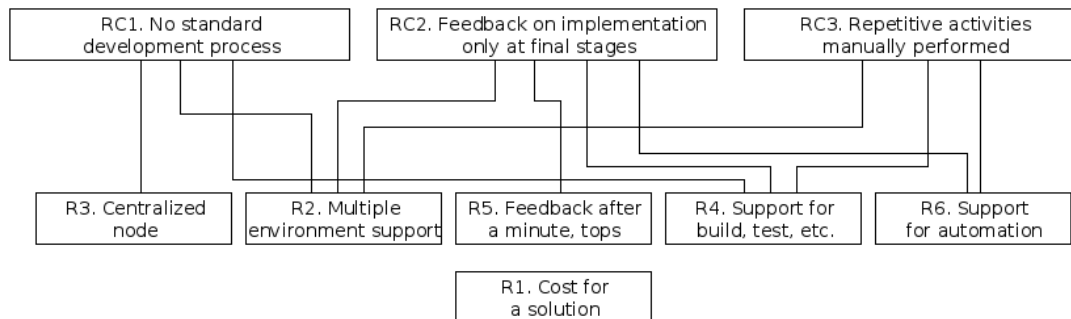 RC1. No standard
development process
RC2. Feedback on implementation
only at final stages
RC3. Repetitive activities
manually performed
R3. Centralized
node
R2. Multiple
environment support
R5. Feedback after
a minute, tops
R4. Support for
build, test, etc.
R6. Support
for automation
R1. Cost for
a solution